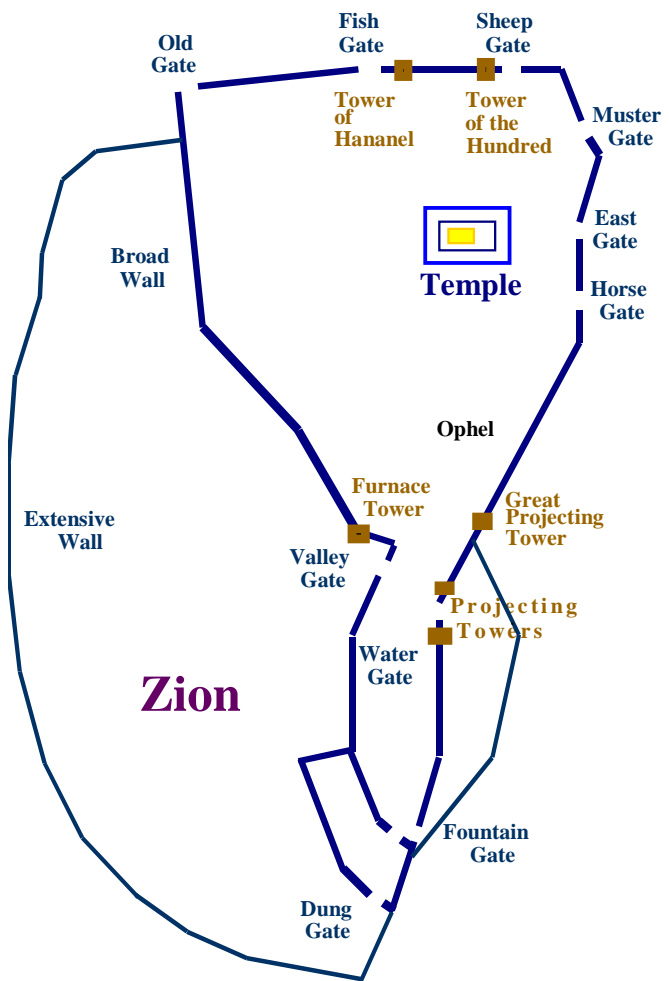 Fish
Gate
Sheep
Gate
Old
Gate
Tower
of
Hananel
Tower
of the
Hundred
Muster
Gate
East
Gate
Broad
Wall
Temple
Horse
Gate
Ophel
Furnace
Tower
Great
Projecting
Tower
Extensive
Wall
Valley
Gate
Projecting
Towers
Water
Gate
Zion
Fountain
Gate
Dung
Gate